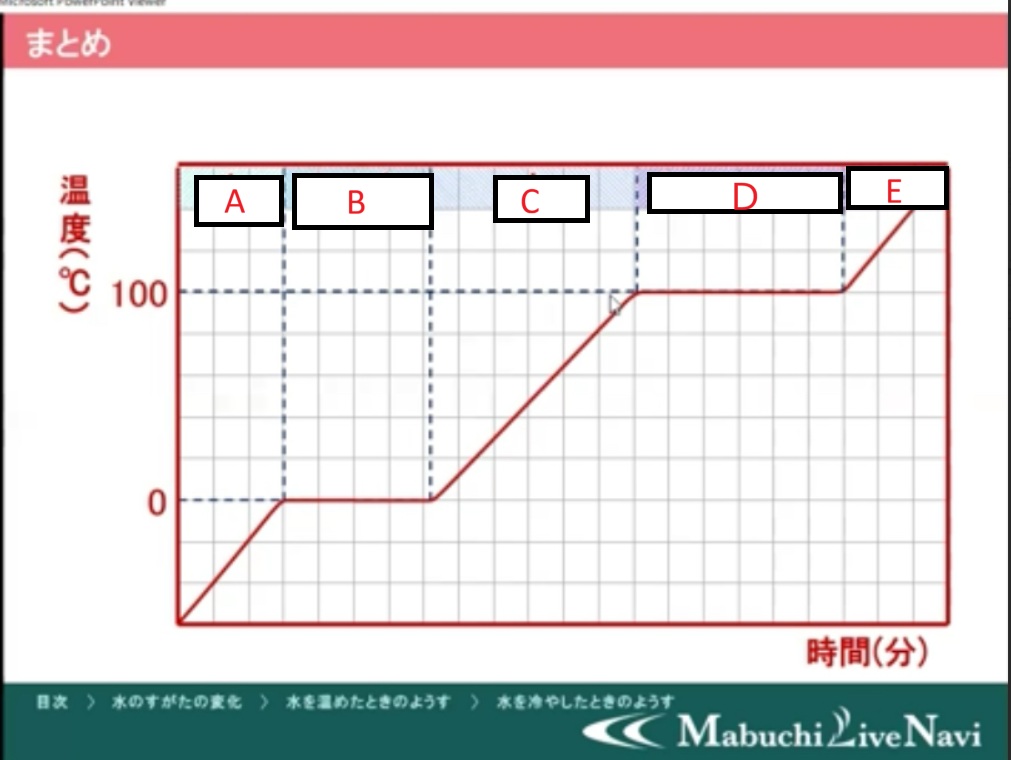 Microsoft PowerPoint Viewer
まとめ
温度(℃)
A
B
C
D
E
100
0
時間(分)
目次 〉 水のすがたの変化 〉 水を温めたときのようす 〉 水を冷やしたときのようす
Mabuchi LiveNavi